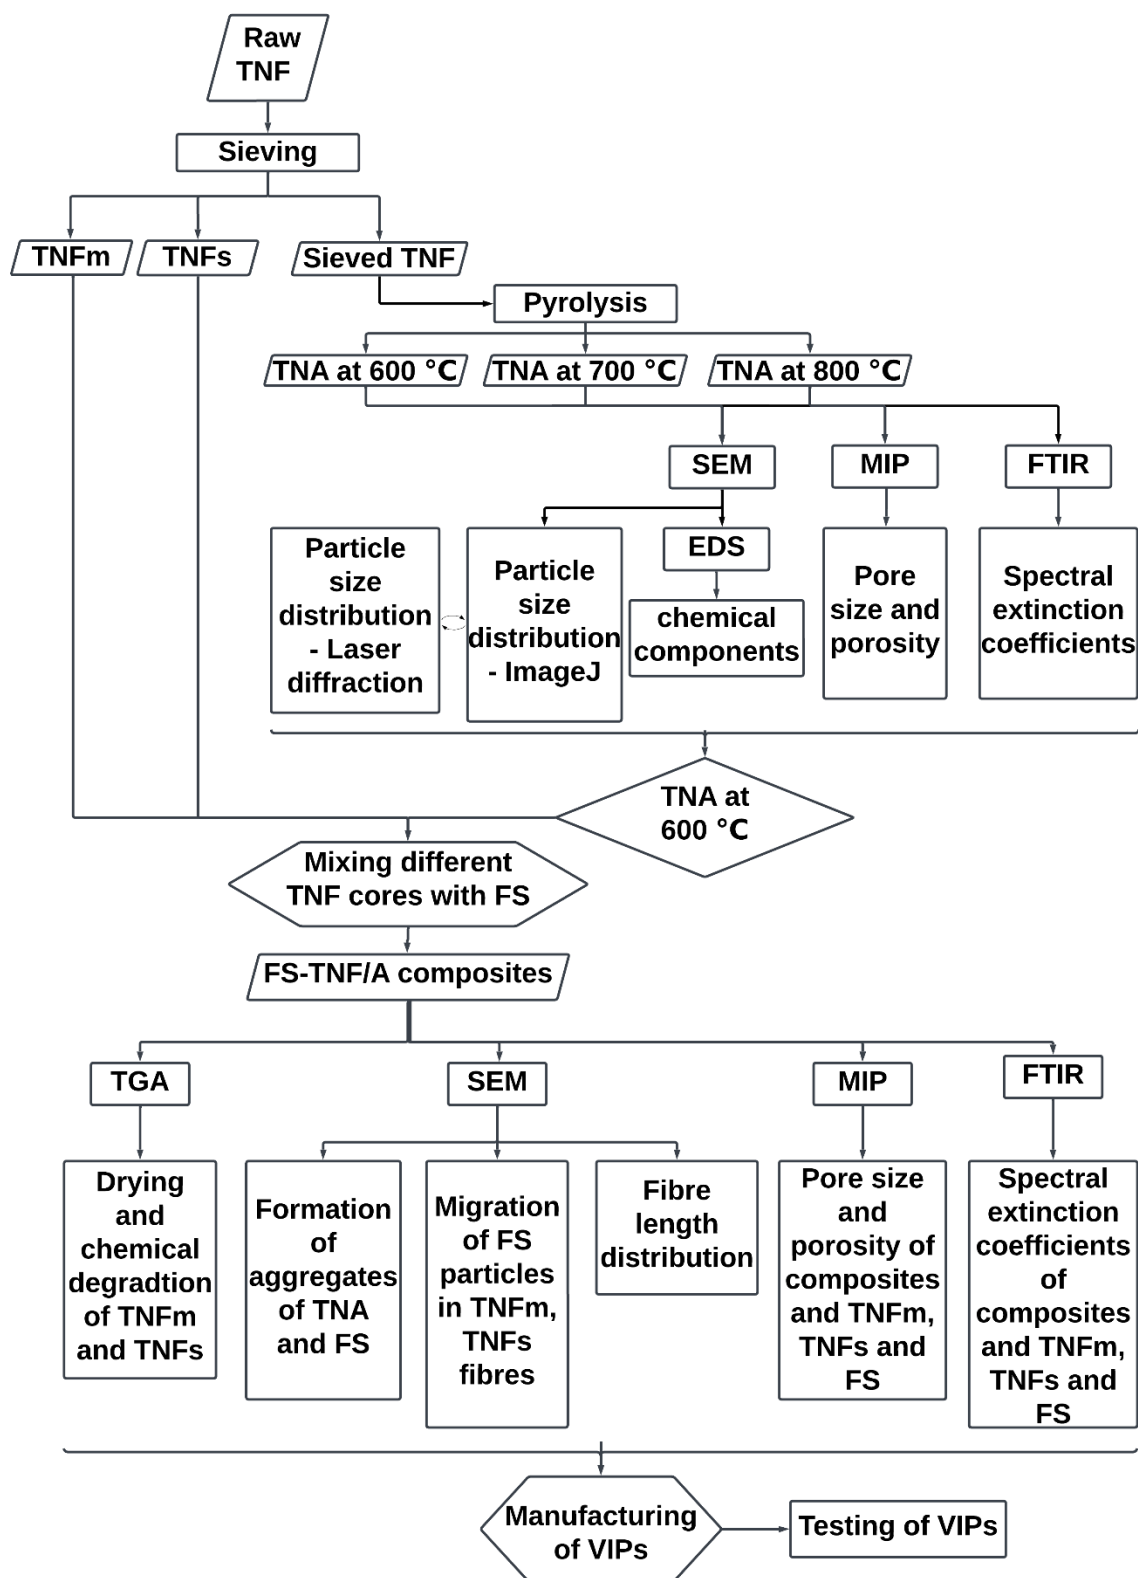 Raw
TNF
Sieving
TNFm
TNFs
Sieved TNF
Pyrolysis
TNA at 600 °C
TNA at 700 °C
TNA at 800 °C
SEM
MIP
FTIR
Particle
size
distribution
- Laser
diffraction
Particle
size
distribution
- ImageJ
EDS
chemical
components
Pore
size and
porosity
Spectral
extinction
coefficients
TNA at
600 °C
Mixing different
TNF cores with FS
FS-TNF/A composites
TGA
SEM
MIP
FTIR
Drying
and
chemical
degradtion
of TNFm
and TNFs
Formation
of
aggregates
of TNA
and FS
Migration
of FS
particles
in TNFm,
TNFs
fibres
Fibre
length
distribution
Pore size
and
porosity of
composites
and TNFm,
TNFs and
FS
Spectral
extinction
coefficients
of
composites
and TNFm,
TNFs and
FS
Manufacturing
of VIPs
Testing of VIPs